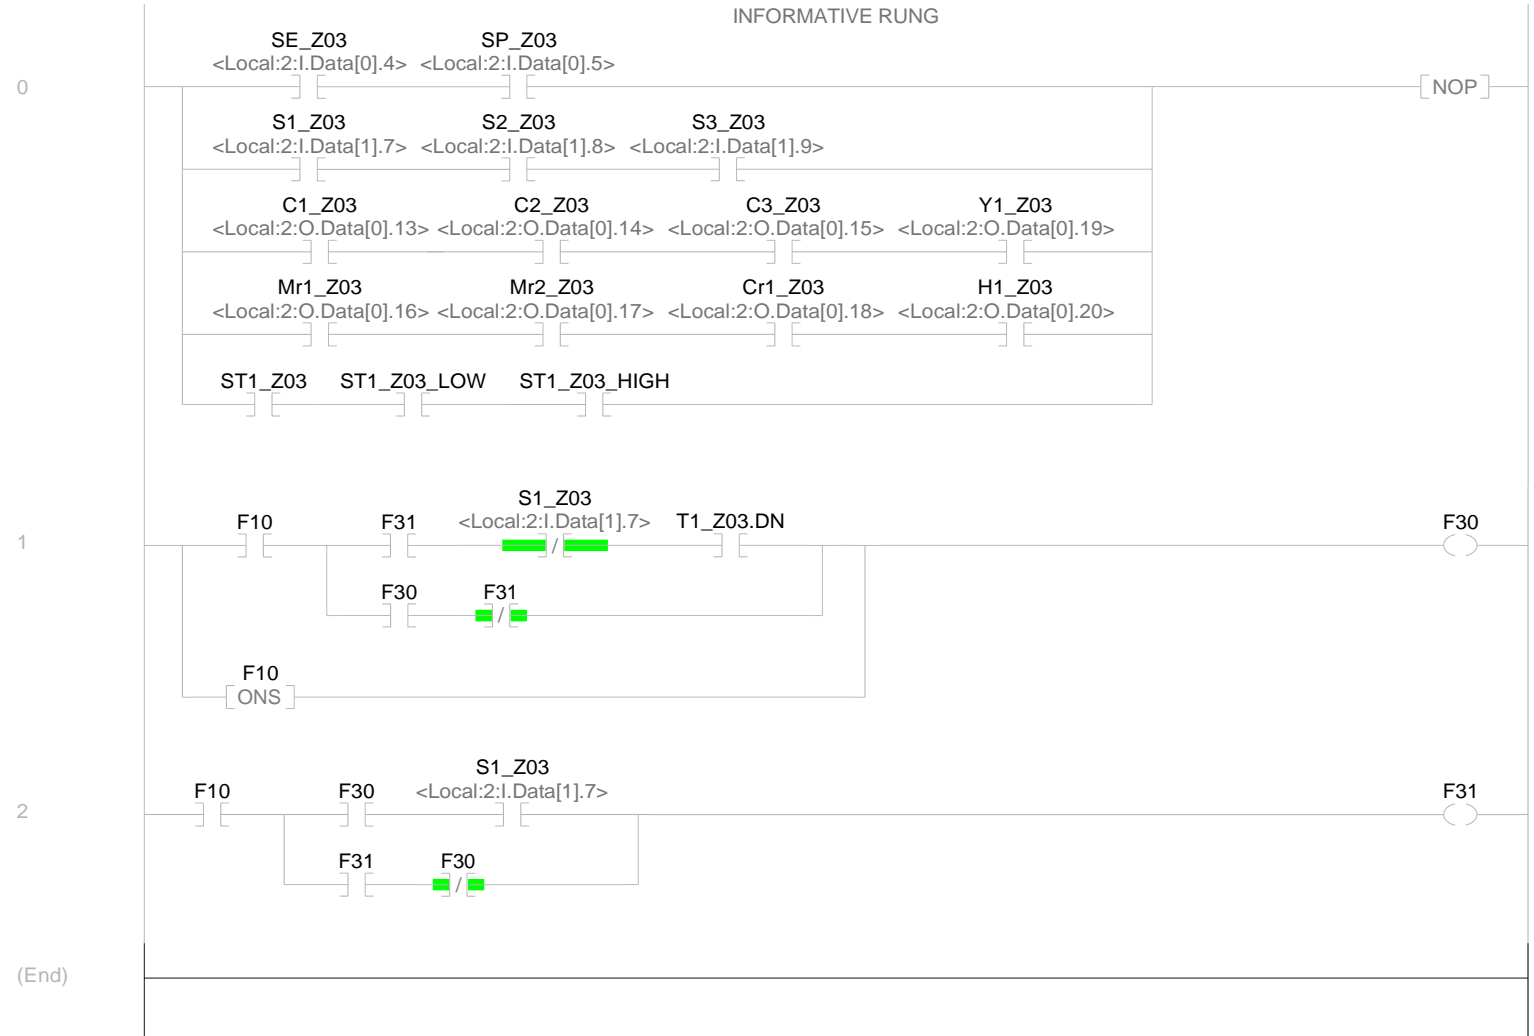 INFORMATIVE RUNG
SE_Z03 SP_Z03
<Local:2:I.Data[0].4> <Local:2:I.Data[0].5>
0 NOP
S1_Z03 S2_Z03 S3_Z03
<Local:2:I.Data[1].7> <Local:2:I.Data[1].8> <Local:2:I.Data[1].9>
C1_Z03 C2_Z03 C3_Z03 Y1_Z03
<Local:2:O.Data[0].13> <Local:2:O.Data[0].14> <Local:2:O.Data[0].15> <Local:2:O.Data[0].19>
Mr1_Z03 Mr2_Z03 Cr1_Z03 H1_Z03
<Local:2:O.Data[0].16> <Local:2:O.Data[0].17> <Local:2:O.Data[0].18> <Local:2:O.Data[0].20>
ST1_Z03 ST1_Z03_LOW ST1_Z03_HIGH
S1_Z03
F10 F31 <Local:2:I.Data[1].7> T1_Z03.DN F30
1 /
F30 F31
/
F10
ONS
S1_Z03
F10 F30 <Local:2:I.Data[1].7> F31
2
F31 F30
/
(End)